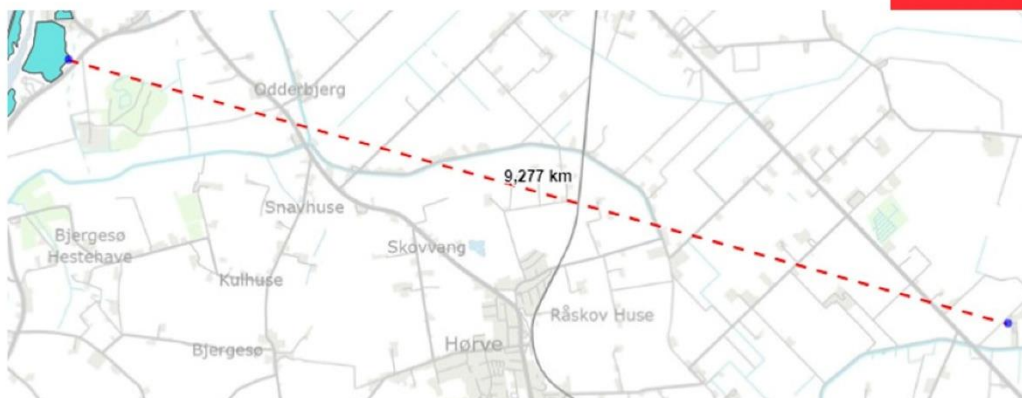 Odderbjerg
9,277 km
Snavhuse
Bjergesø
Hestehave
Skovvang
Kulhuse
Råskov Huse
Hørve
Bjergesø